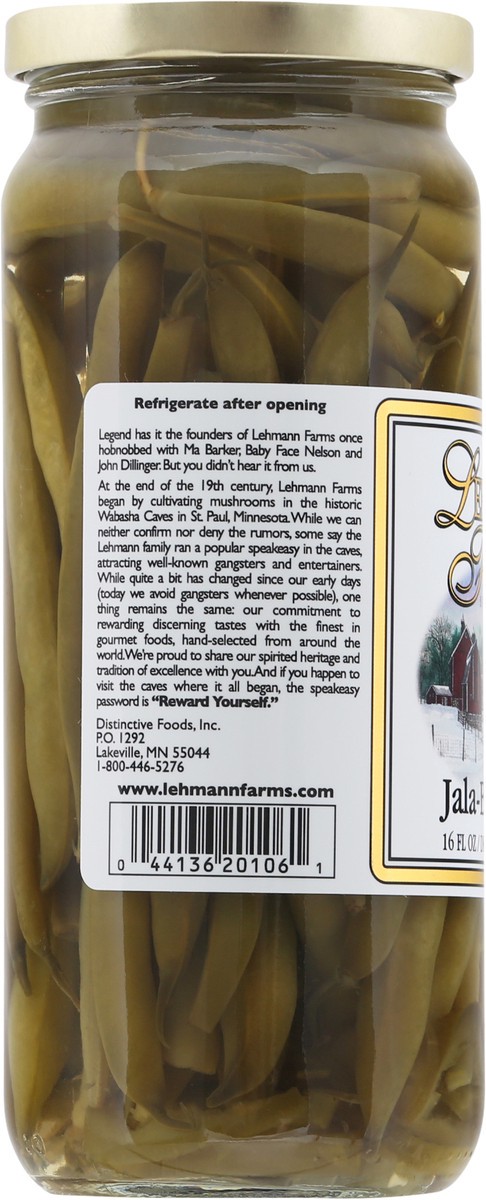 Refrigerate after opening
Legend has it the founders of Lehmann Farms once
hobnobbed with Ma Barker, Baby Face Nelson and
John Dillinger. But you didn't hear it from us.
At the end of the 19th century, Lehmann Farms
began by cultivating mushrooms in the historic
Wabasha Caves in St. Paul, Minnesota. While we can
neither confirm nor deny the rumors, some say the
Lehmann family ran a popular speakeasy in the caves,
attracting well-known gangsters and entertainers.
While quite a bit has changed since our early days
(today we avoid gangsters whenever possible), one
thing remains the same: our commitment to
rewarding discerning tastes with the finest in
gourmet foods, hand-selected from around the
world. We're proud to share our spirited heritage and
tradition of excellence with you. And if you happen to
visit the caves where it all began, the speakeasy
password is "Reward Yourself."
Distinctive Foods, Inc.
P.O. 1292
Lakeville, MN 55044
1-800-446-5276
www.lehmannfarms.com
0 44136 20106 1
Jala-
16 FL OZ